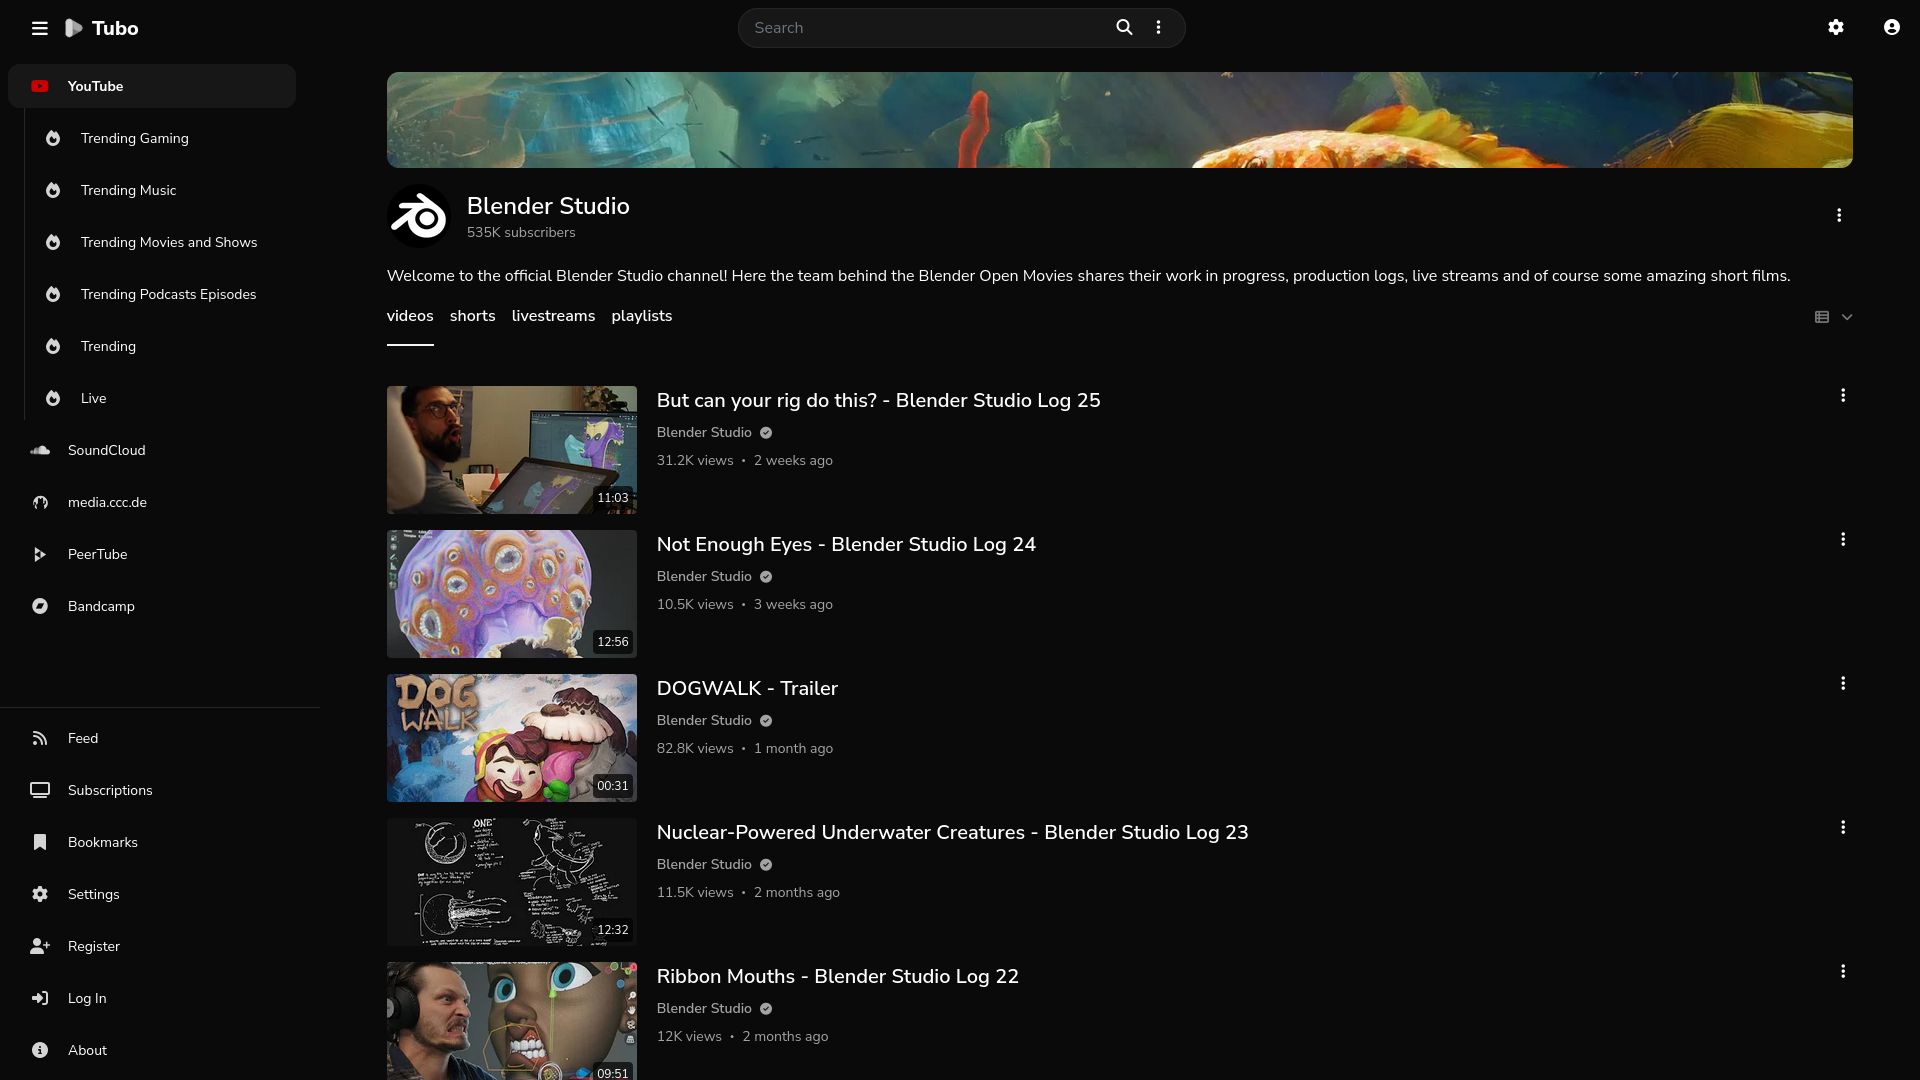 Tubo
Search
YouTube
Trending Gaming
Trending Music
Trending Movies and Shows
Trending Podcasts Episodes
Trending
Live
SoundCloud
media.ccc.de
PeerTube
Bandcamp
Feed
Subscriptions
Bookmarks
Settings
Register
Log In
About
Blender Studio
535K subscribers
Welcome to the official Blender Studio channel! Here the team behind the Blender Open Movies shares their work in progress, production logs, live streams and of course some amazing short films.
videos shorts livestreams playlists
11:03
But can your rig do this? - Blender Studio Log 25
Blender Studio
31.2K views • 2 weeks ago
12:56
Not Enough Eyes - Blender Studio Log 24
Blender Studio
10.5K views • 3 weeks ago
DOG
WALK
00:31
DOGWALK - Trailer
Blender Studio
82.8K views • 1 month ago
ONE
12:32
Nuclear-Powered Underwater Creatures - Blender Studio Log 23
Blender Studio
11.5K views • 2 months ago
09:51
Ribbon Mouths - Blender Studio Log 22
Blender Studio
12K views • 2 months ago